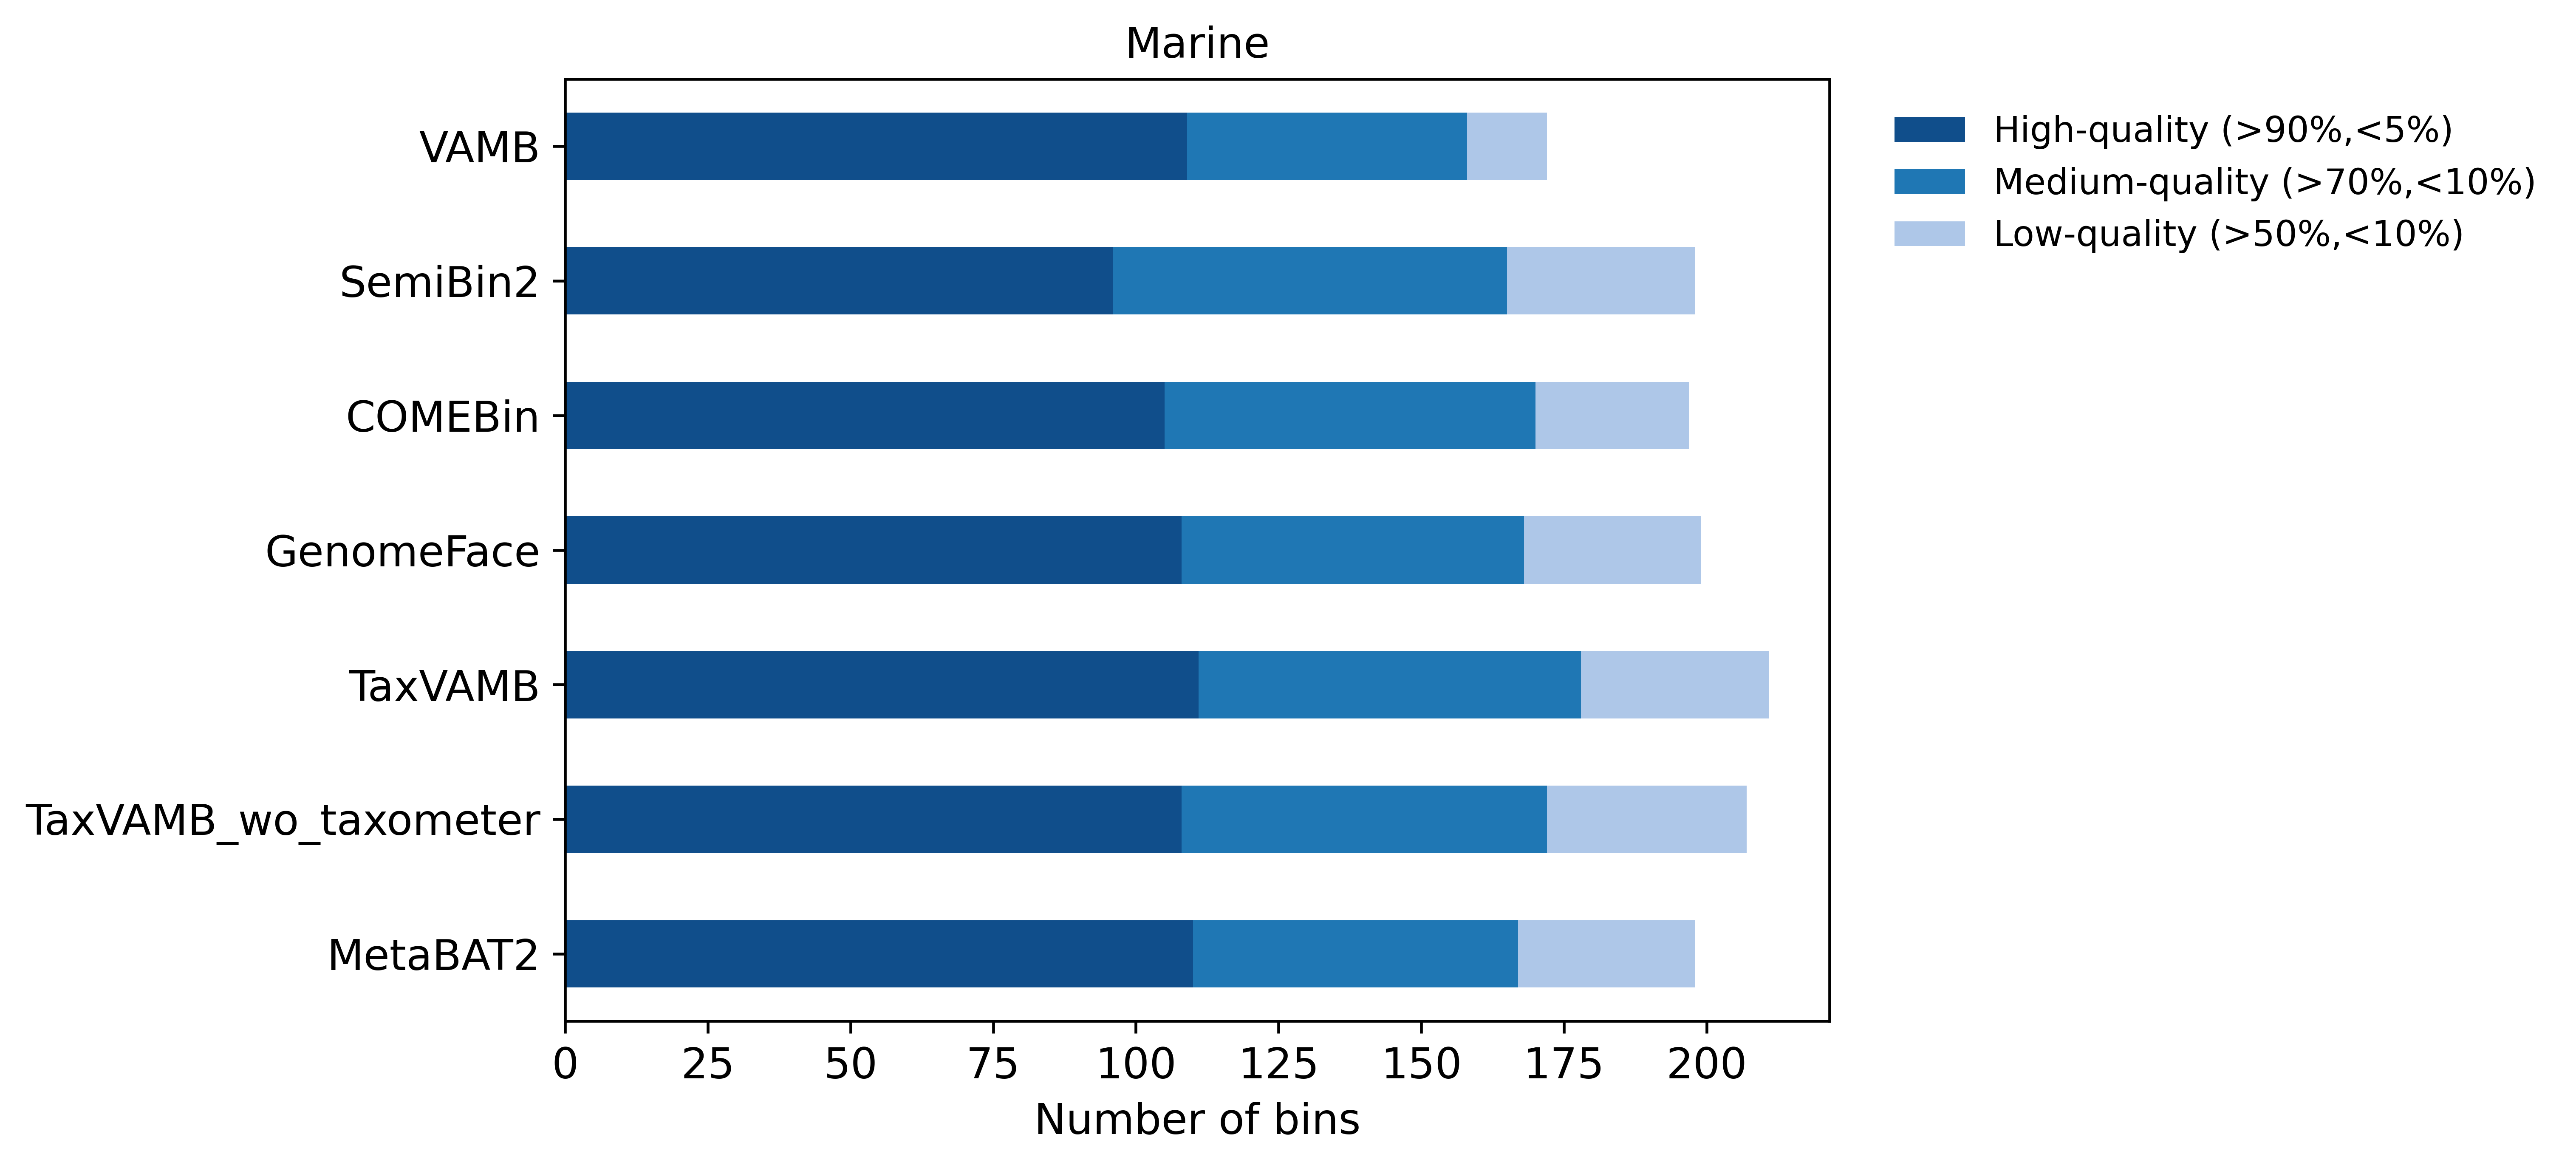 Marine
VAMB
SemiBin2
COMEBin
GenomeFace
TaxVAMB
TaxVAMB_wo_taxometer
MetaBAT2
0 25 50 75 100 125 150 175 200
Number of bins
High-quality (>90%,<5%)
Medium-quality (>70%,<10%)
Low-quality (>50%,<10%)